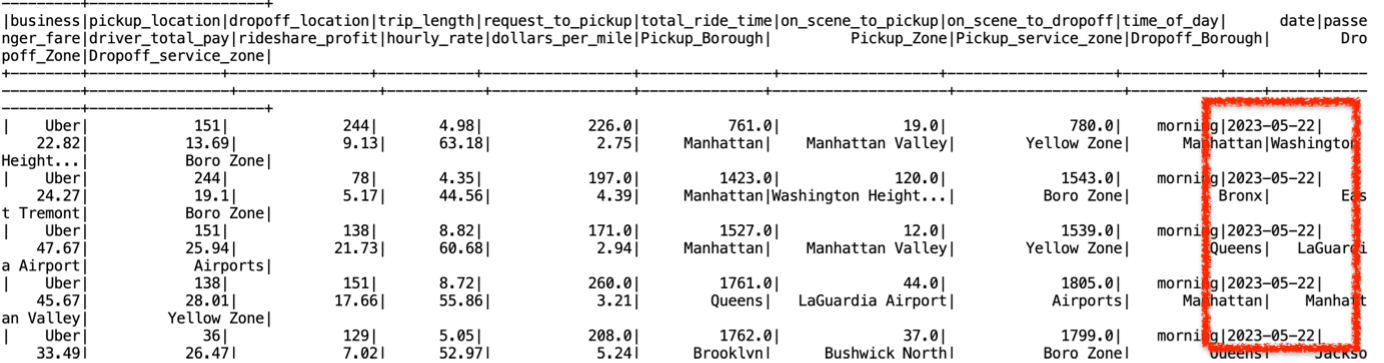 |business|pickup_location|dropoff_location|trip_length|request_to_pickup|total_ride_time|on_scene_to_pickup|on_scene_to_dropoff|time_of_day| date|passe
nger_fare|driver_total_pay|rideshare_profit|hourly_rate|dollars_per_mile|Pickup_Borough| Pickup_Zone|Pickup_service_zone|Dropoff_Borough| Dro
poff_Zone|Dropoff_service_zone|
| Uber| 151| 244| 4.98| 226.0| 761.0| 19.0| 780.0| morning|2023-05-22|
22.82| 13.69| 9.13| 63.18| 2.75| Manhattan| Manhattan Valley| Yellow Zone| Manhattan|Washington
Height...| Boro Zone|
| Uber| 244| 78| 4.35| 197.0| 1423.0| 120.0| 1543.0| morning|2023-05-22|
24.27| 19.1| 5.17| 44.56| 4.39| Manhattan|Washington Height...| Boro Zone| Bronx| Eas
t Tremont| Boro Zone|
| Uber| 151| 138| 8.82| 171.0| 1527.0| 12.0| 1539.0| morning|2023-05-22|
47.67| 25.94| 21.73| 60.68| 2.94| Manhattan| Manhattan Valley| Yellow Zone| Queens| LaGuardi
a Airport| Airports|
| Uber| 138| 151| 8.72| 260.0| 1761.0| 44.0| 1805.0| morning|2023-05-22|
45.67| 28.01| 17.66| 55.86| 3.21| Queens| LaGuardia Airport| Airports| Manhattan| Manhatt
an Valley| Yellow Zone|
| Uber| 36| 129| 5.05| 208.0| 1762.0| 37.0| 1799.0| morning|2023-05-22|
33.49| 26.47| 7.02| 52.97| 5.24| Brooklyn| Bushwick North| Boro Zone| Queens| Jackso